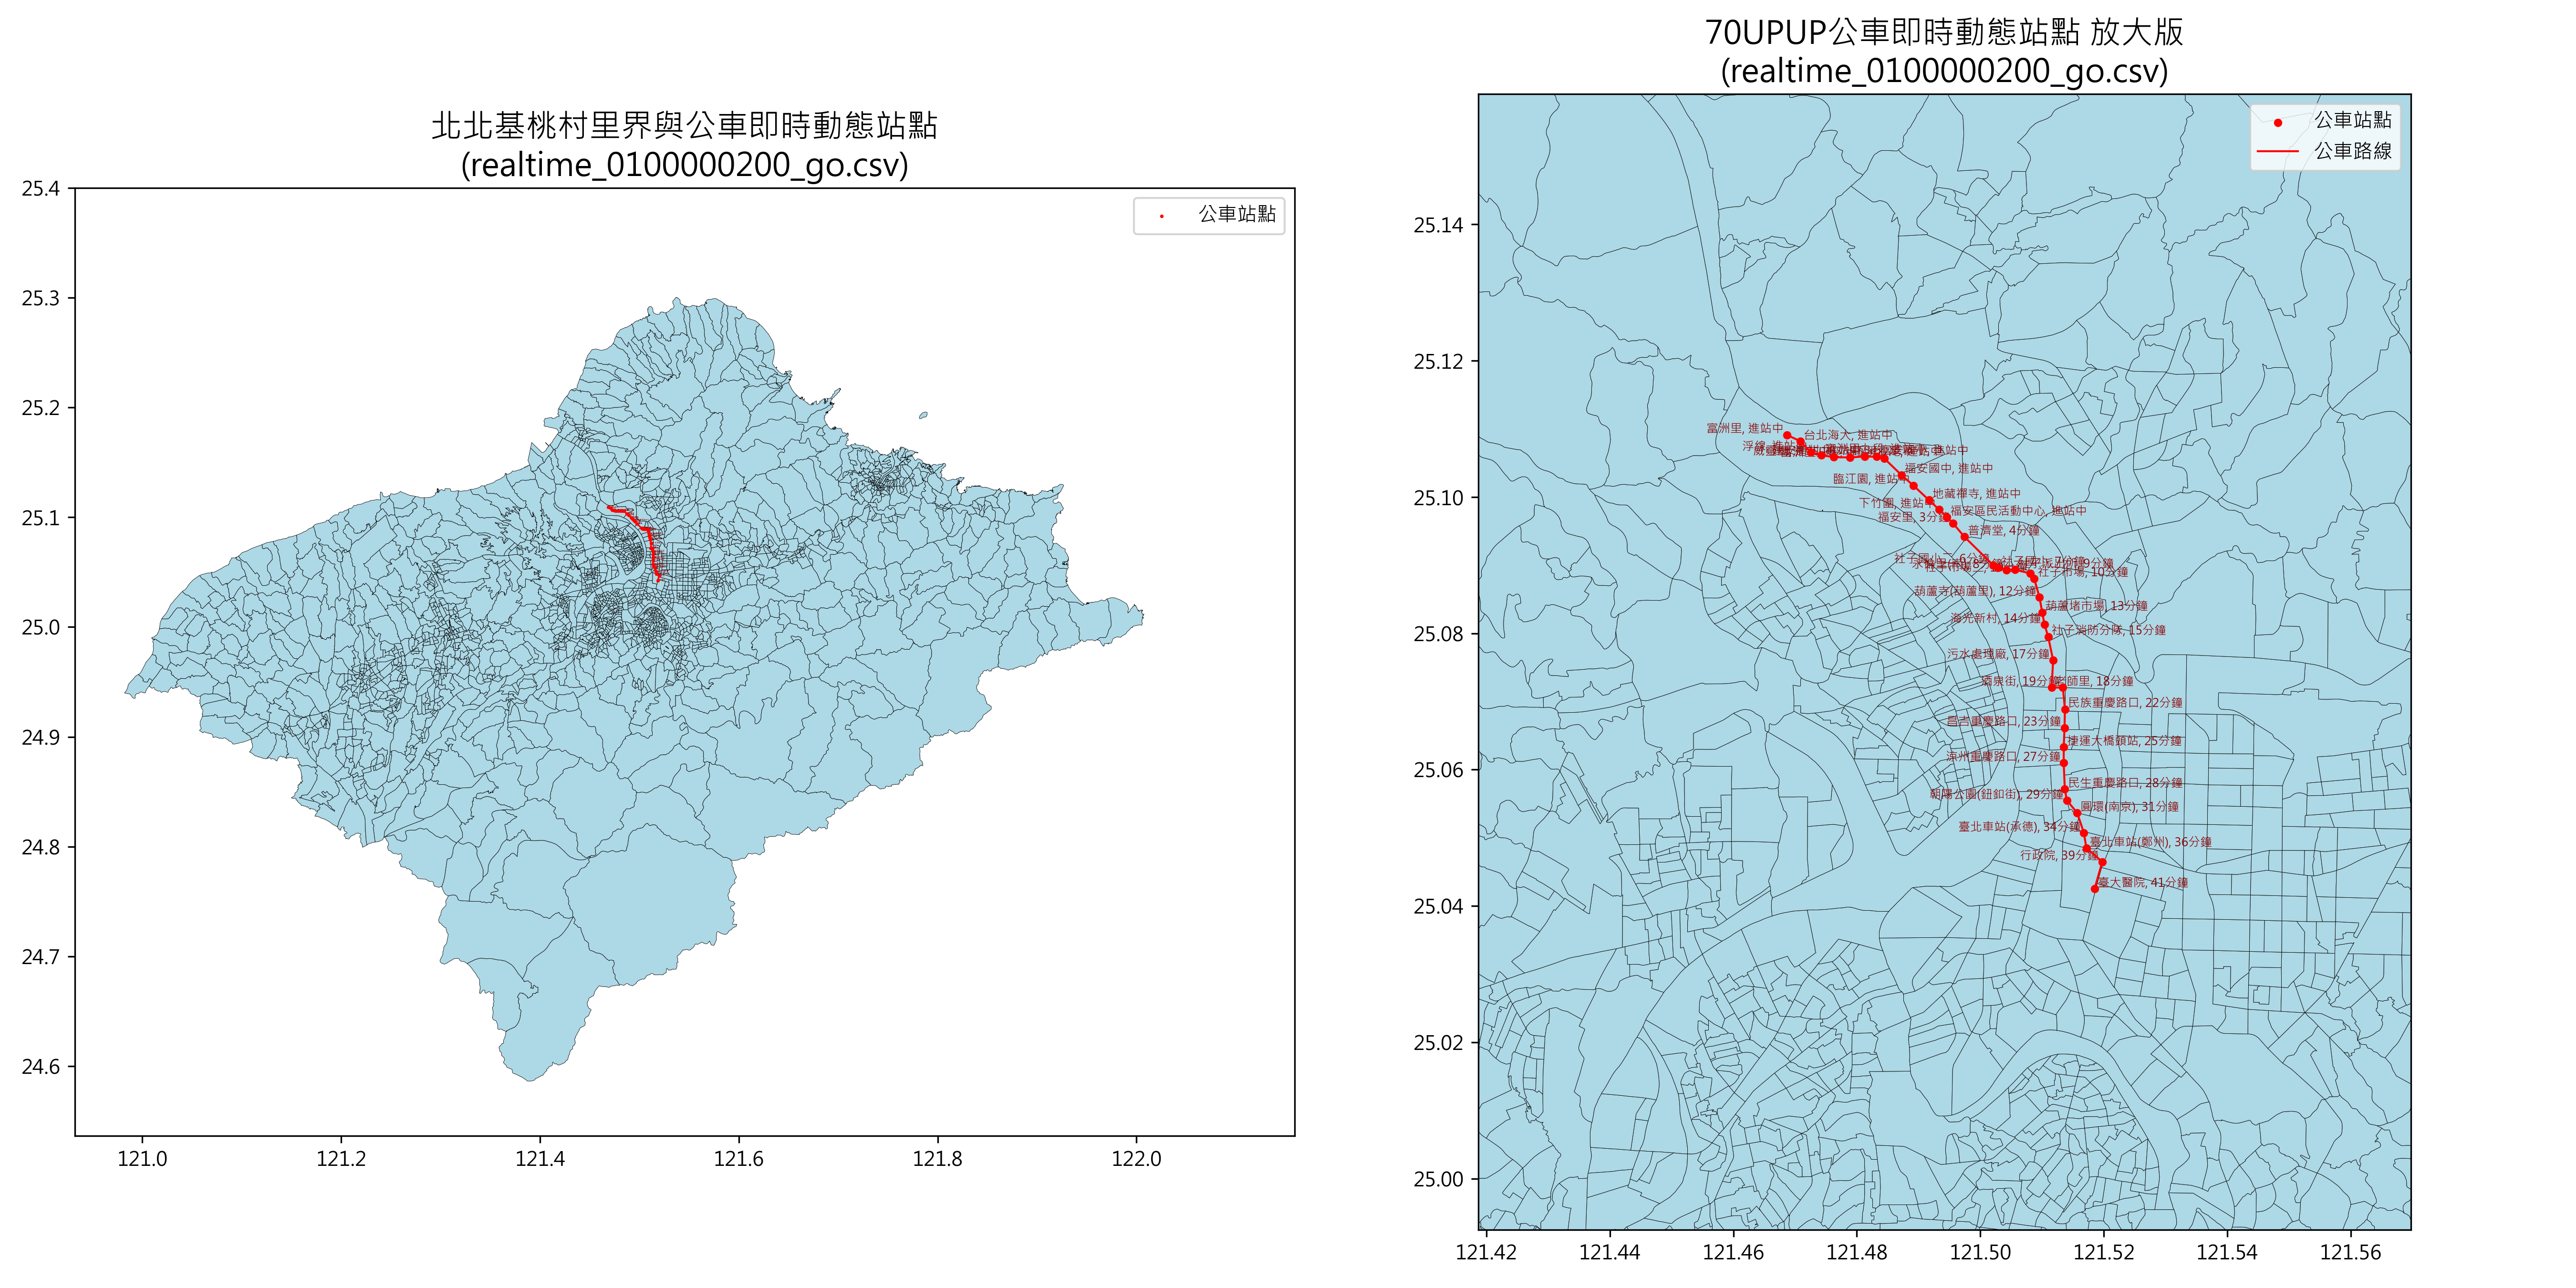 北北基桃村里界與公車即時動態站點
(realtime_0100000200_go.csv)
公車站點
25.4
25.3
25.2
25.1
25.0
24.9
24.8
24.7
24.6
121.0
121.2
121.4
121.6
121.8
122.0
70UPUP公車即時動態站點 放大版
(realtime_0100000200_go.csv)
公車站點
公車路線
25.14
25.12
25.10
25.08
25.06
25.04
25.02
25.00
121.42
121.44
121.46
121.48
121.50
121.52
121.54
121.56
富洲里, 進站中
台北海大, 進站中
福安國中, 進站中
臨江園, 進站
地藏禪寺, 進站中
下竹圍, 進站
福安區民活動中心, 進站中
福安里, 3分鐘
普濟堂, 4分鐘
社子市場, 10分鐘
葫蘆寺(葫蘆里), 12分鐘
葫蘆堵市場, 13分鐘
海光新村, 14分鐘
社子消防分隊, 15分鐘
污水處理廠, 17分鐘
酒泉街, 19分鐘
老師里, 18分鐘
民族重慶路口, 22分鐘
昌吉重慶路口, 23分鐘
捷運大橋頭站, 25分鐘
涼州重慶路口, 27分鐘
民生重慶路口, 28分鐘
朝陽公園(鈕釦街), 29分鐘
圓環(南京), 31分鐘
臺北車站(承德), 34分鐘
臺北車站(鄭州), 36分鐘
行政院, 39分鐘
臺大醫院, 41分鐘